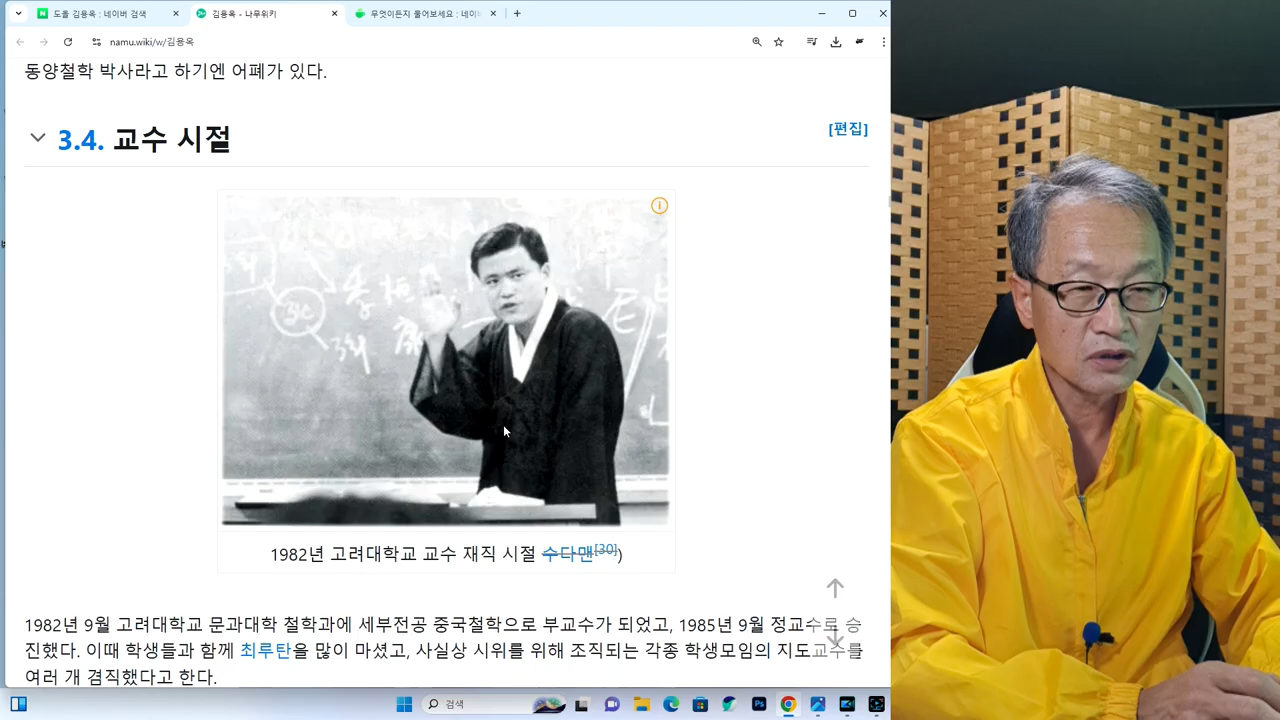 도올 김용옥 : 네이버 검색
김용옥 - 나무위키
무엇이든지 물어보세요 : 네이버
namu.wiki/w/김용옥
동양철학 박사라고 하기엔 어폐가 있다.
3.4. 교수 시절
[편집]
1982년 고려대학교 교수 재직 시절 수다맨[30])
1982년 9월 고려대학교 문과대학 철학과에 세부전공 중국철학으로 부교수가 되었고, 1985년 9월 정교수로 승
진했다. 이때 학생들과 함께 최루탄을 많이 마셨고, 사실상 시위를 위해 조직되는 각종 학생모임의 지도교수를
여러 개 겸직했다고 한다.
검색